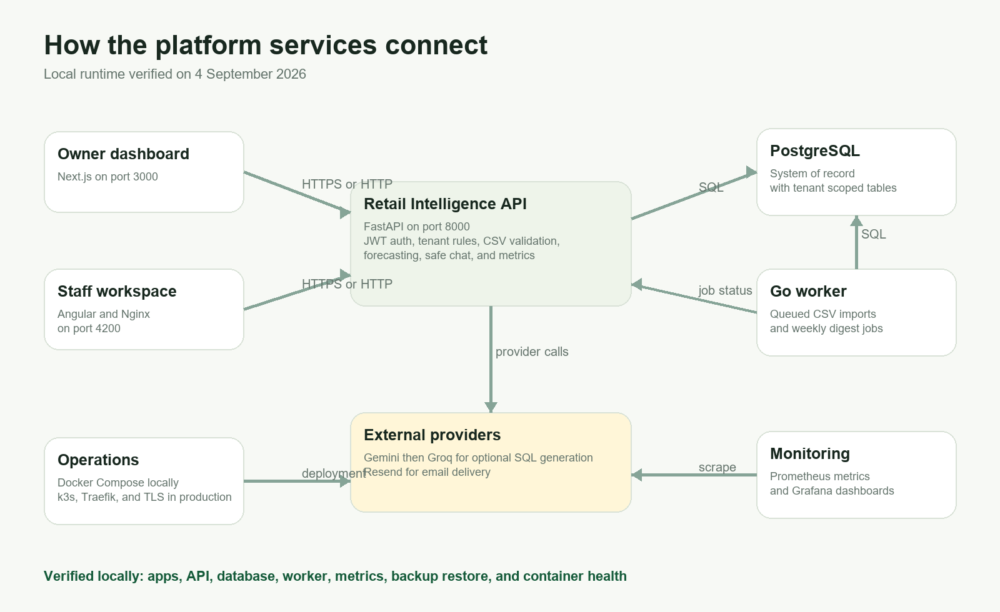 How the platform services connect
Local runtime verified on 4 September 2026
Owner dashboard
Next.js on port 3000
HTTPS or HTTP
Retail Intelligence API
FastAPI on port 8000
JWT auth, tenant rules, CSV validation,
forecasting, safe chat, and metrics
SQL
PostgreSQL
System of record
with tenant scoped tables
SQL
Staff workspace
Angular and Nginx
on port 4200
HTTPS or HTTP
job status
Go worker
Queued CSV imports
and weekly digest jobs
provider calls
Operations
Docker Compose locally
k3s, Traefik, and TLS in production
deployment
External providers
Gemini then Groq for optional SQL generation
Resend for email delivery
scrape
Monitoring
Prometheus metrics
and Grafana dashboards
Verified locally: apps, API, database, worker, metrics, backup restore, and container health